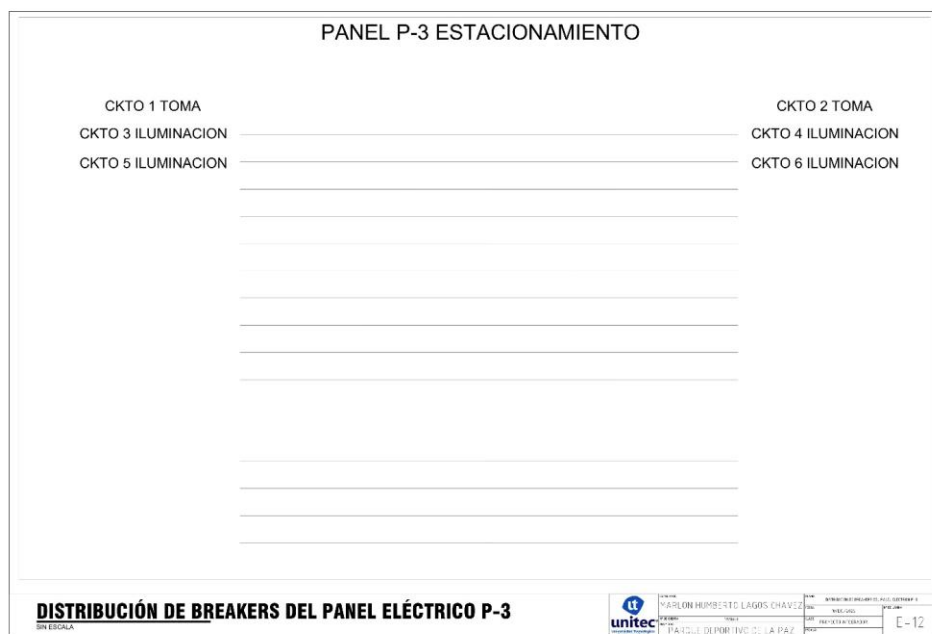 PANEL P-3 ESTACIONAMIENTO
CKTO 1 TOMA
CKTO 2 TOMA
CKTO 3 ILUMINACION
CKTO 4 ILUMINACION
CKTO 5 ILUMINACION
CKTO 6 ILUMINACION
DISTRIBUCIÓN DE BREAKERS DEL PANEL ELÉCTRICO P-3
SIN ESCALA
unitec
MARLON HUMBERTO LAGOS CHAVEZ
PARQUE DEPORTIVO DE LA PAZ
E-12